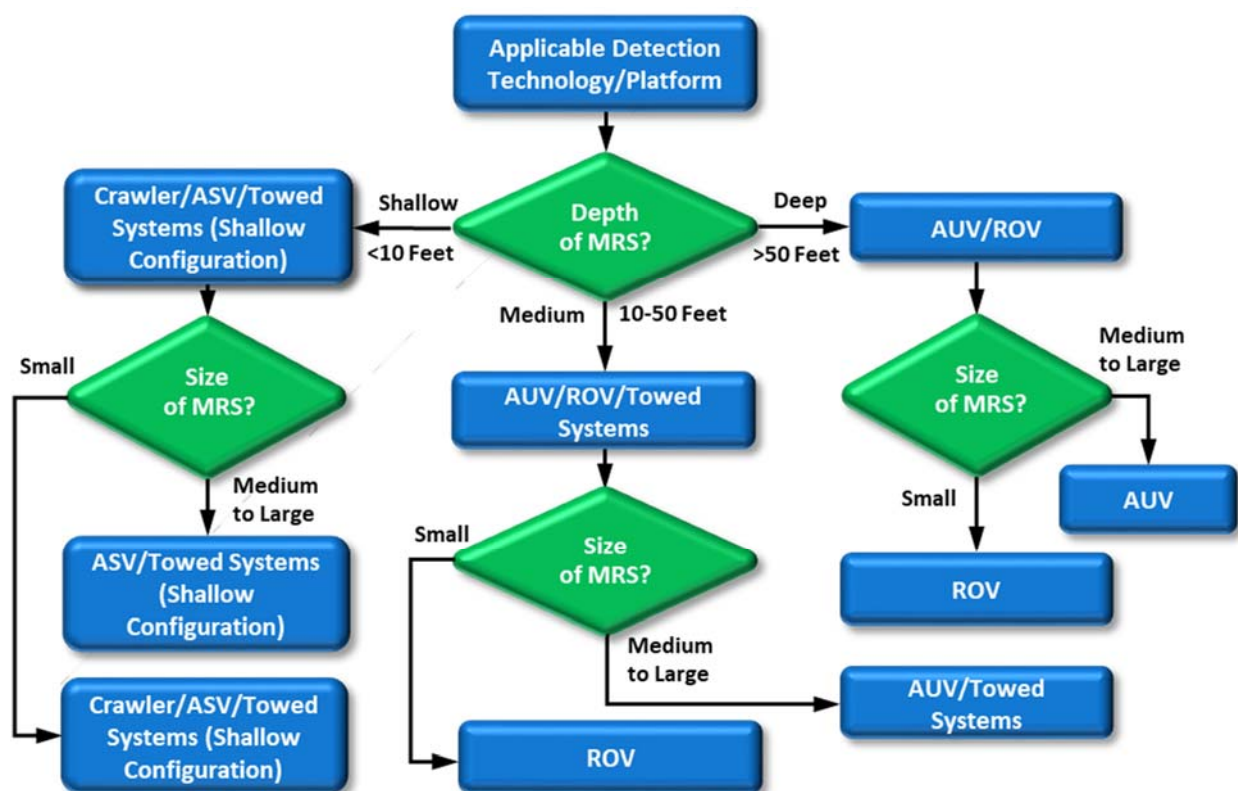 Applicable Detection
Technology/Platform
Crawler/ASV/Towed
Systems (Shallow
Configuration)
Shallow
<10 Feet
Depth
of MRS?
Deep
>50 Feet
AUV/ROV
Medium
10-50 Feet
Small
Size
of MRS?
Medium
to Large
AUV/ROV/Towed
Systems
Size
of MRS?
Medium
to Large
Small
AUV
ASV/Towed Systems
(Shallow
Configuration)
Small
Size
of MRS?
ROV
Medium
to Large
Crawler/ASV/Towed
Systems (Shallow
Configuration)
ROV
AUV/Towed
Systems